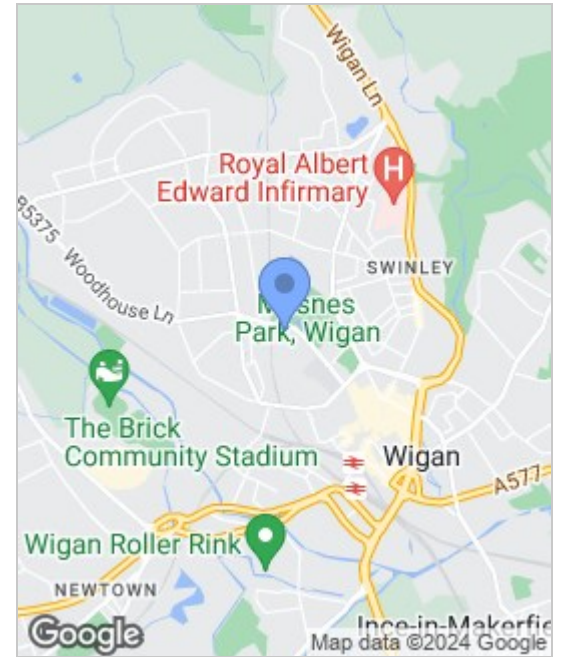 Wigan Ln
Royal Albert
Edward Infirmary
H
B5375
Woodhouse Ln
SWINLEY
Park, Wigan
The Brick
Community Stadium
Wigan
A577
Wigan Roller Rink
NEWTOWN
Google
Map data ©2024 Google